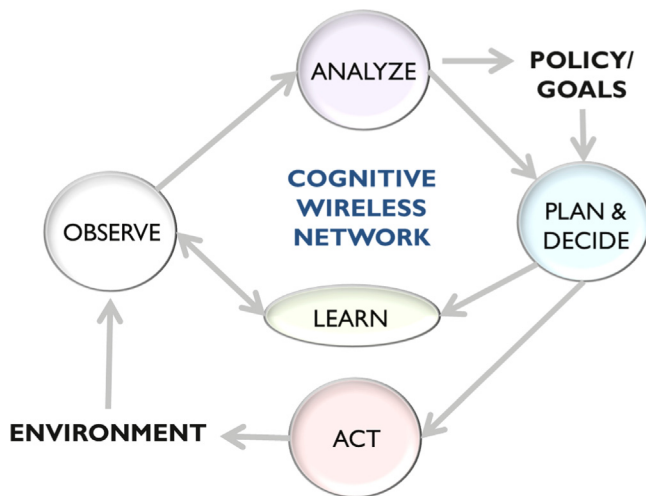 ANALYZE
POLICY/
GOALS
COGNITIVE
WIRELESS
NETWORK
OBSERVE
PLAN &
DECIDE
LEARN
ENVIRONMENT
ACT